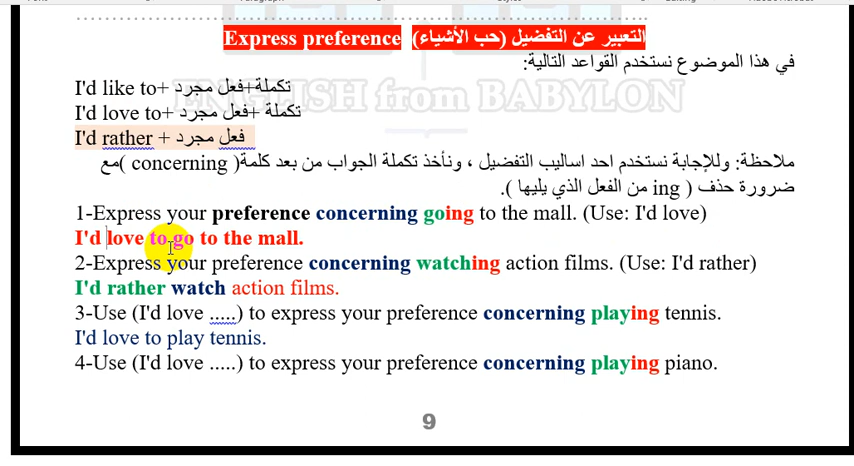 Express preference التعبير عن التفضيل (حب الأشياء)
في هذا الموضوع نستخدم القواعد التالية:
I'd like to+ تكملة+فعل مجرد
I'd love to+ تكملة +فعل مجرد
I'd rather + فعل مجرد
ملاحظة: وللإجابة نستخدم احد اساليب التفضيل ، ونأخذ تكملة الجواب من بعد كلمة( concerning )مع
ضرورة حذف ( ing من الفعل الذي يليها ).
ENGLISH from BABYLON
1-Express your preference concerning going to the mall. (Use: I'd love)
I'd love to go to the mall.
2-Express your preference concerning watching action films. (Use: I'd rather)
I'd rather watch action films.
3-Use (I'd love .....) to express your preference concerning playing tennis.
I'd love to play tennis.
4-Use (I'd love .....) to express your preference concerning playing piano.
9